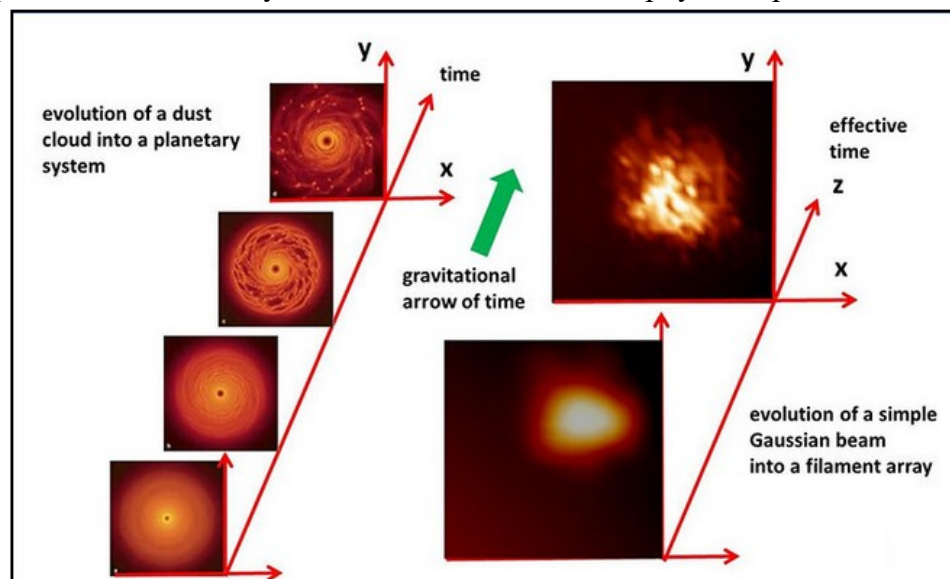 y
time
evolution of a dust
cloud into a planetary
system
x
y
effective
time
z
x
gravitational
arrow of time
evolution of a simple
Gaussian beam
into a filament array